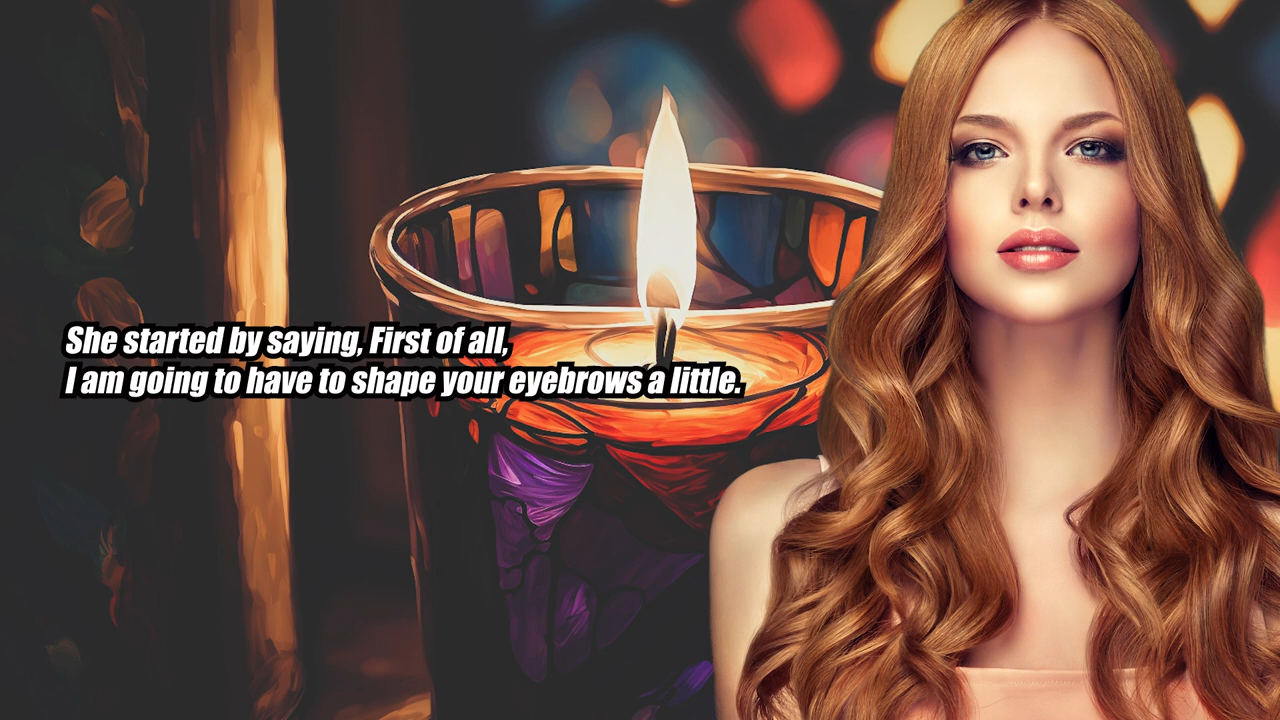 She started by saying, First of all,
I am going to have to shape your eyebrows a little.